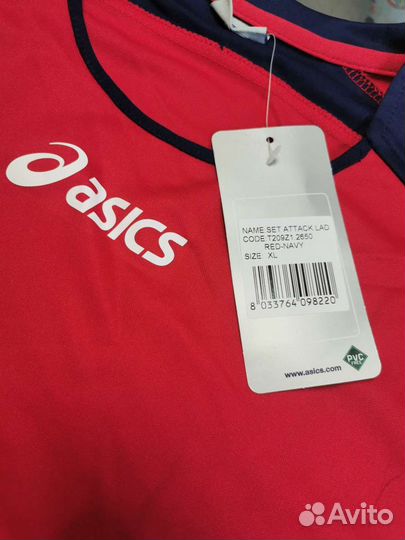 asics
NAME:SET ATTACK LAD
CODE:T209Z1.2650
RED-NAVY
SIZE: XL
8 033764 098220
PVC
FREE
www.asics.com
Avito